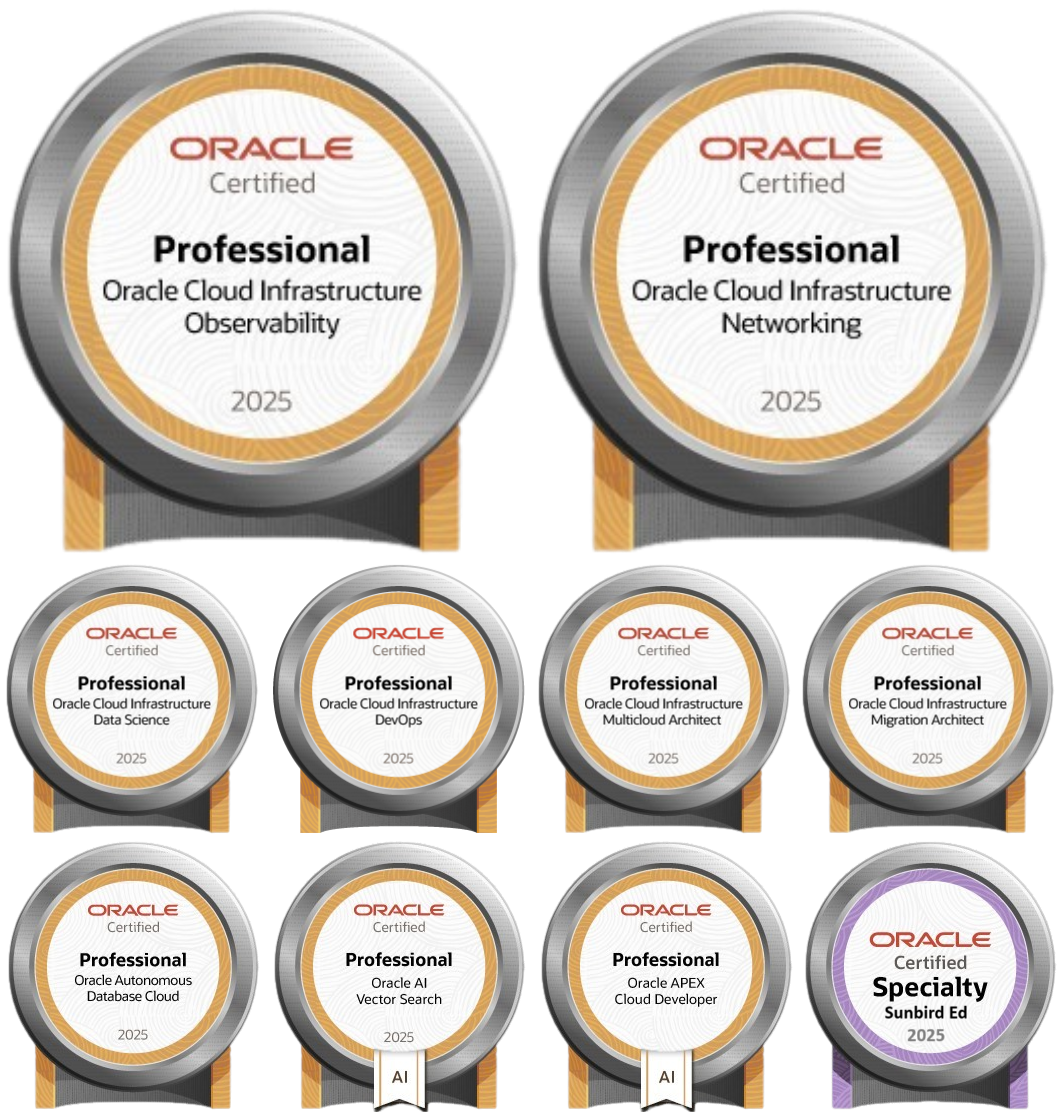 ORACLE
Certified
Professional
Oracle Cloud Infrastructure
Observability
2025
ORACLE
Certified
Professional
Oracle Cloud Infrastructure
Networking
2025
ORACLE
Certified
Professional
Oracle Cloud Infrastructure
Data Science
2025
ORACLE
Certified
Professional
Oracle Cloud Infrastructure
DevOps
2025
ORACLE
Certified
Professional
Oracle Cloud Infrastructure
Multicloud Architect
2025
ORACLE
Certified
Professional
Oracle Cloud Infrastructure
Migration Architect
2025
ORACLE
Certified
Professional
Oracle Autonomous
Database Cloud
2025
ORACLE
Certified
Professional
Oracle AI
Vector Search
2025
AI
ORACLE
Certified
Professional
Oracle APEX
Cloud Developer
AI
ORACLE
Certified
Specialty
Sunbird Ed
2025